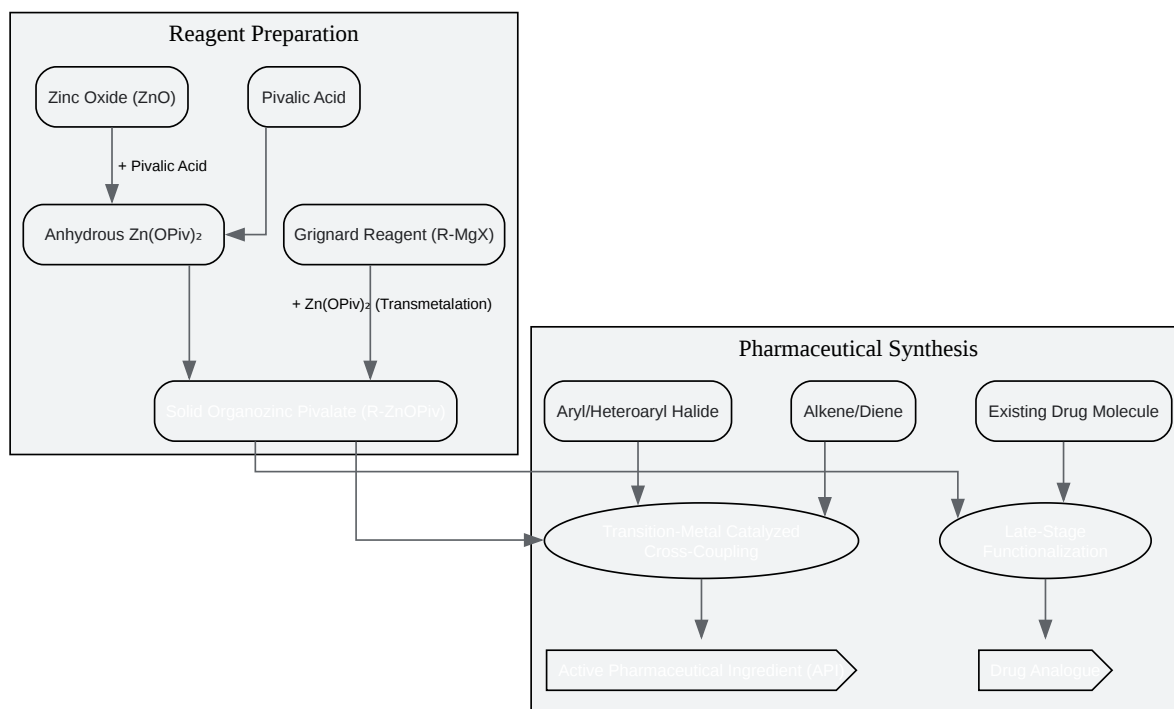 Reagent Preparation
Zinc Oxide (ZnO)
Pivalic Acid
+ Pivalic Acid
Anhydrous Zn(OPiv)₂
Grignard Reagent (R-MgX)
+ Zn(OPiv)₂ (Transmetalation)
Solid Organozinc Pivalate (R-ZnOPiv)
Pharmaceutical Synthesis
Aryl/Heteroaryl Halide
Alkene/Diene
Existing Drug Molecule
Transition-Metal Catalyzed
Cross-Coupling
Late-Stage
Functionalization
Active Pharmaceutical Ingredient (API)
Drug Analogue